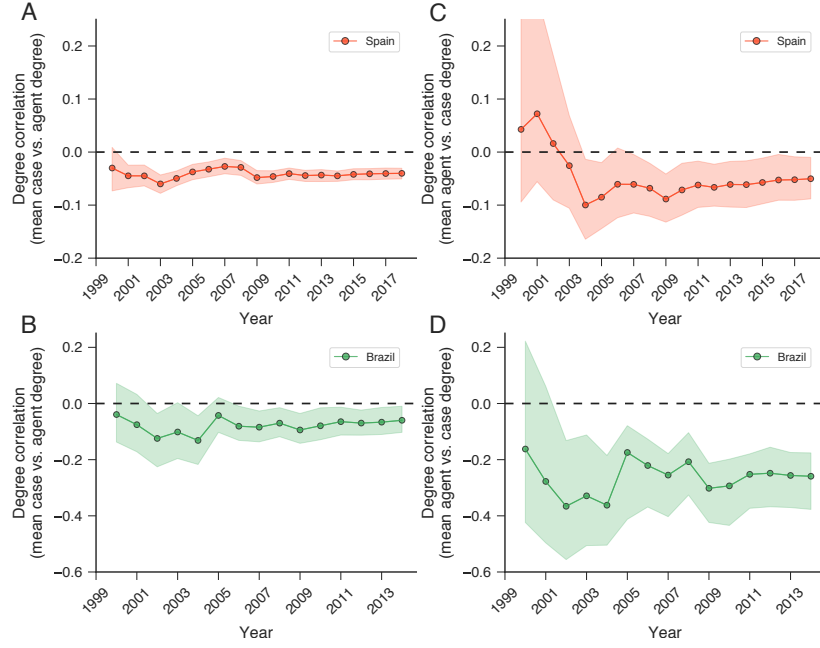 A
Spain
0.2
0.1
0.0
−0.1
−0.2
Degree correlation
(mean case vs. agent degree)
1999
2001
2003
2005
2007
2009
2011
2013
2015
2017
Year
C
Spain
0.2
0.1
0.0
−0.1
−0.2
Degree correlation
(mean agent vs. case degree)
1999
2001
2003
2005
2007
2009
2011
2013
2015
2017
Year
B
Brazil
0.2
0.0
−0.2
−0.4
−0.6
Degree correlation
(mean case vs. agent degree)
1999
2001
2003
2005
2007
2009
2011
2013
Year
D
Brazil
0.2
0.0
−0.2
−0.4
−0.6
Degree correlation
(mean agent vs. case degree)
1999
2001
2003
2005
2007
2009
2011
2013
Year